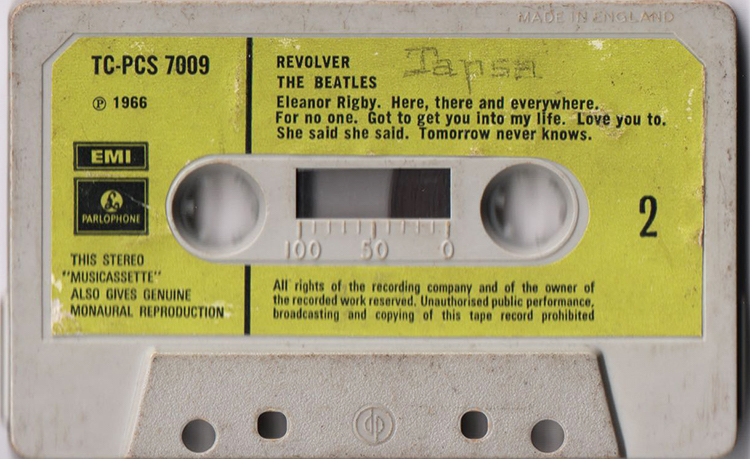 MADE IN ENGLAND
TC-PCS 7009
REVOLVER
THE BEATLES
℗ 1966
Eleanor Rigby. Here, there and everywhere.
For no one. Got to get you into my life. Love you to.
She said she said. Tomorrow never knows.
EMI
£
PARLOPHONE
2
100 50 0
THIS STEREO
"MUSICASSETTE"
ALSO GIVES GENUINE
MONAURAL REPRODUCTION
All rights of the recording company and of the owner of
the recorded work reserved. Unauthorised public performance,
broadcasting and copying of this tape record prohibited
dp